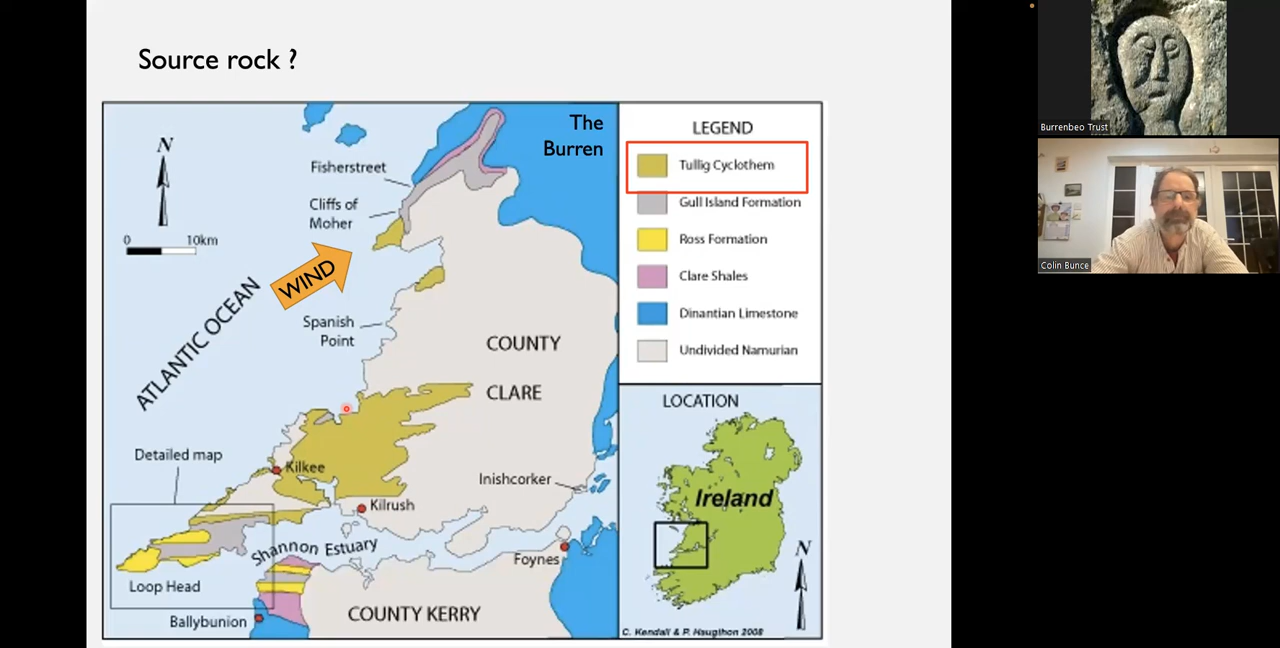 Source rock ?
The
Burren
N
Fisherstreet
Cliffs of
Moher
0 10km
WIND
ATLANTIC OCEAN
Spanish
Point
COUNTY
CLARE
Detailed map
Kilkee
Inishcorker
Kilrush
Shannon Estuary
Foynes
Loop Head
Ballybunion
COUNTY KERRY
LEGEND
Tullig Cyclothem
Gull Island Formation
Ross Formation
Clare Shales
Dinantian Limestone
Undivided Namurian
LOCATION
Ireland
N
C. Kendall & P. Haughon 2008
Burrenbeo Trust
Colin Bunce